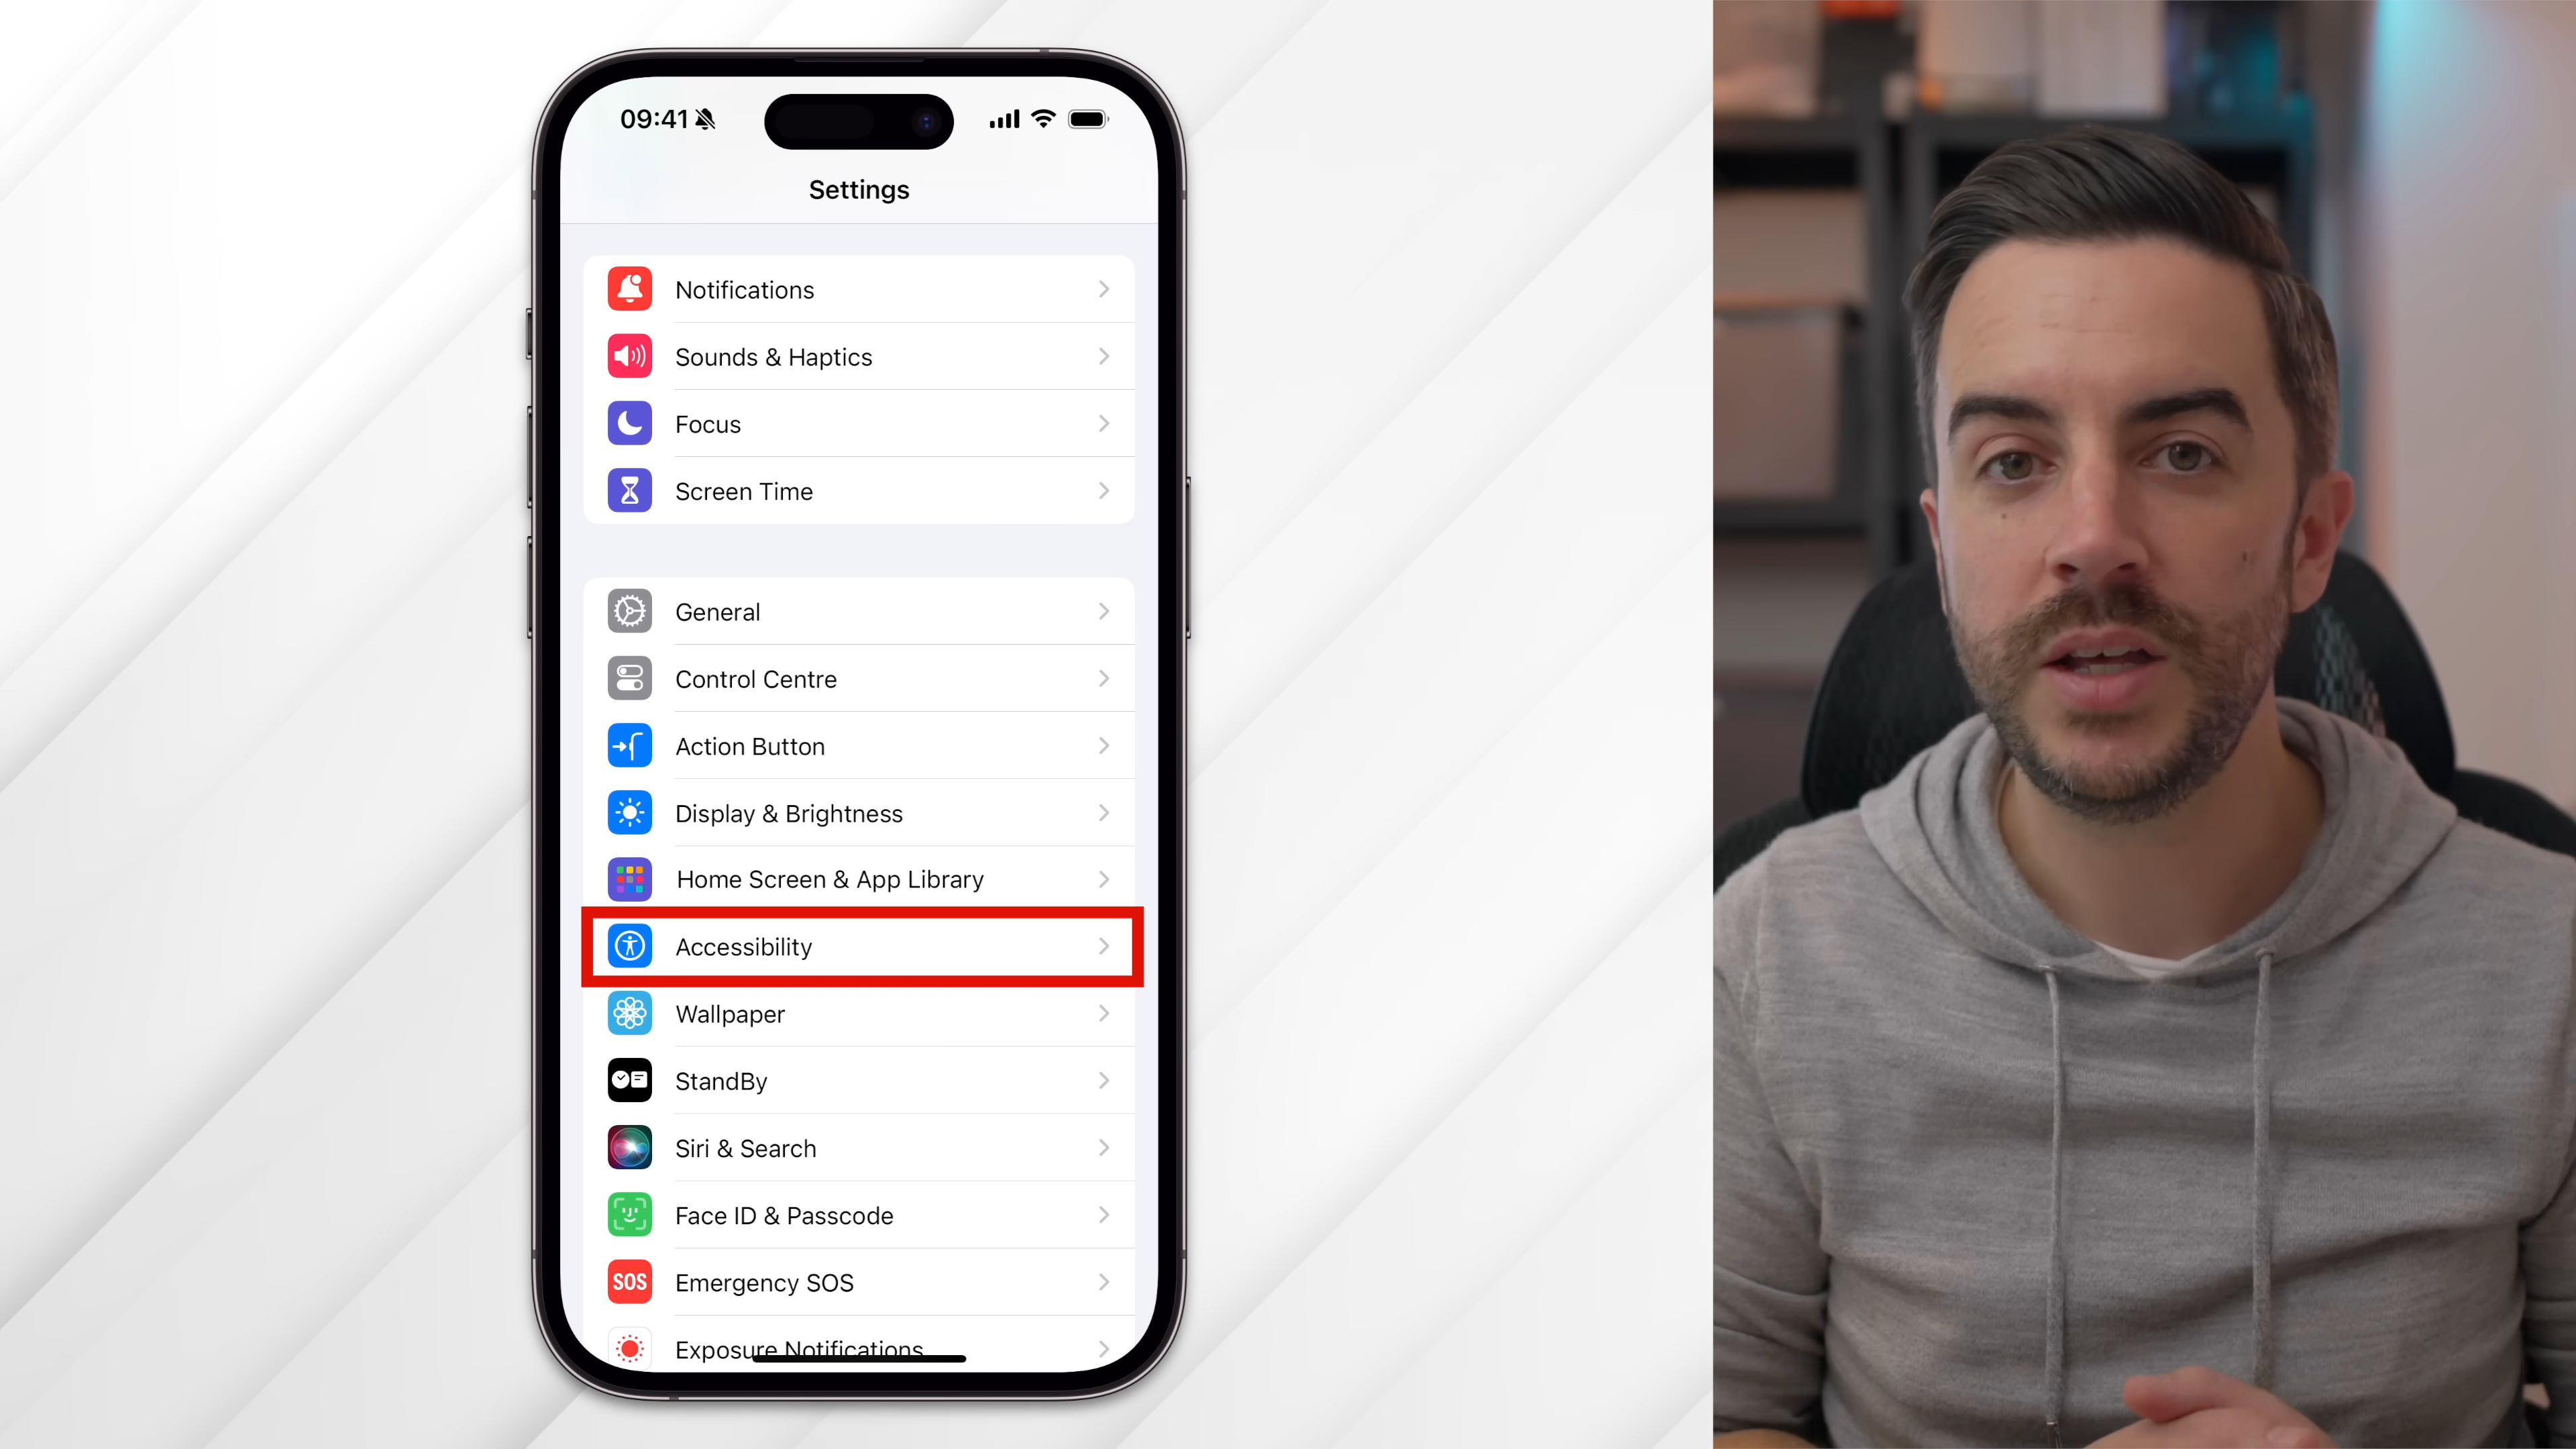 09:41
Settings
Notifications
Sounds & Haptics
Focus
Screen Time
General
Control Centre
Action Button
Display & Brightness
Home Screen & App Library
Accessibility
Wallpaper
StandBy
Siri & Search
Face ID & Passcode
SOS
Emergency SOS
Exposure Notifications